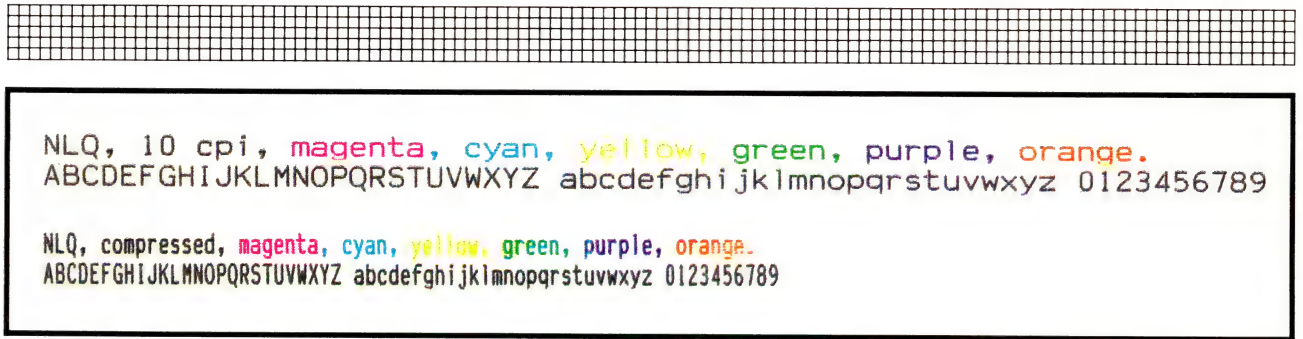 NLQ, 10 cpi, magenta, cyan, yellow, green, purple, orange.
ABCDEFGHIJKLMNOPQRSTUVWXYZ abcdefghijklmnopqrstuvwxyz 0123456789
NLQ, compressed, magenta, cyan, yellow, green, purple, orange.
ABCDEFGHIJKLMNOPQRSTUVWXYZ abcdefghijklmnopqrstuvwxyz 0123456789